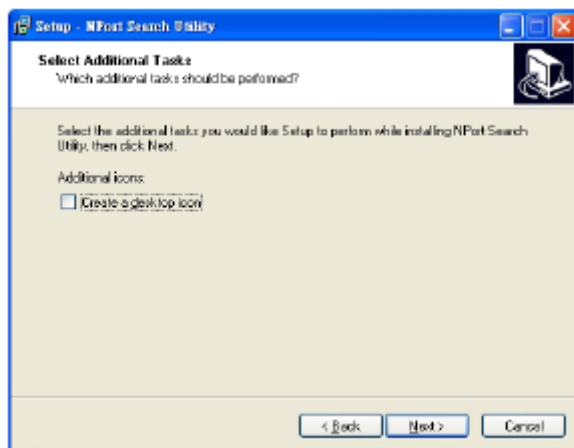 Setup - NPort Search Utility
Select Additional Tasks
Which additional tasks should be performed?
Select the additional tasks you would like Setup to perform while installing NPort Search
Utility, then click Next.
Additional icons:
Create a desktop icon
< Back
Next >
Cancel